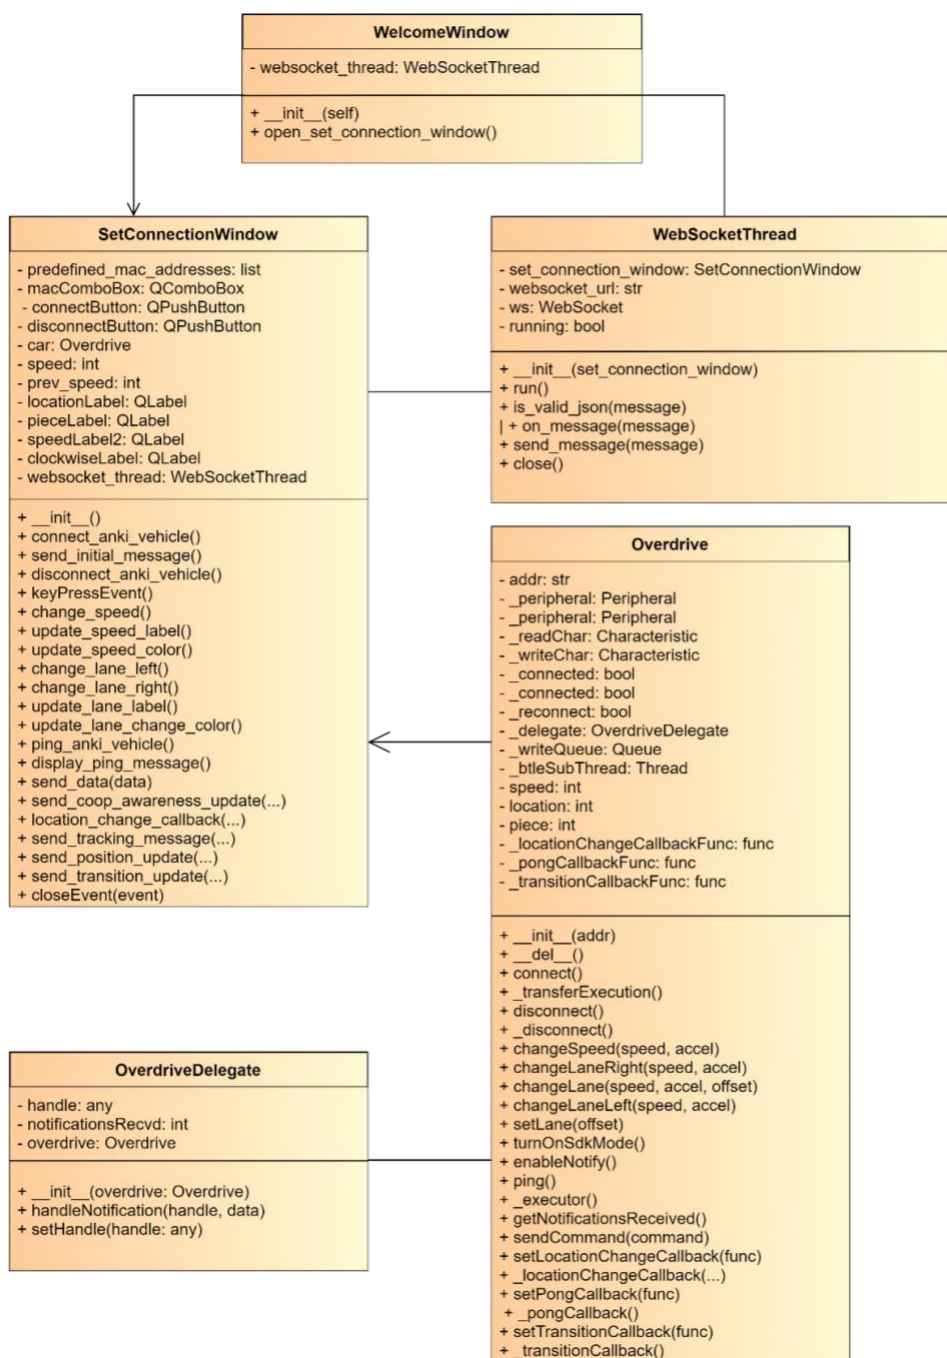 WelcomeWindow
- websocket_thread: WebSocketThread
+ __init__(self)
+ open_set_connection_window()
SetConnectionWindow
- predefined_mac_addresses: list
- macComboBox: QComboBox
- connectButton: QPushButton
- disconnectButton: QPushButton
- car: Overdrive
- speed: int
- prev_speed: int
- locationLabel: QLabel
- pieceLabel: QLabel
- speedLabel2: QLabel
- clockwiseLabel: QLabel
- websocket_thread: WebSocketThread
+ __init__()
+ connect_anki_vehicle()
+ send_initial_message()
+ disconnect_anki_vehicle()
+ keyPressEvent()
+ change_speed()
+ update_speed_label()
+ update_speed_color()
+ change_lane_left()
+ change_lane_right()
+ update_lane_label()
+ update_lane_change_color()
+ ping_anki_vehicle()
+ display_ping_message()
+ send_data(data)
+ send_coop_awareness_update(...)
+ location_change_callback(...)
+ send_tracking_message(...)
+ send_position_update(...)
+ send_transition_update(...)
+ closeEvent(event)
WebSocketThread
- set_connection_window: SetConnectionWindow
- websocket_url: str
- ws: WebSocket
- running: bool
+ __init__(set_connection_window)
+ run()
+ is_valid_json(message)
| + on_message(message)
+ send_message(message)
+ close()
Overdrive
- addr: str
- _peripheral: Peripheral
- _peripheral: Peripheral
- _readChar: Characteristic
- _writeChar: Characteristic
- _connected: bool
- _connected: bool
- _reconnect: bool
- _delegate: OverdriveDelegate
- _writeQueue: Queue
- _btleSubThread: Thread
- speed: int
- location: int
- piece: int
- _locationChangeCallbackFunc: func
- _pongCallbackFunc: func
- _transitionCallbackFunc: func
+ __init__(addr)
+ __del__()
+ connect()
+ _transferExecution()
+ disconnect()
+ _disconnect()
+ changeSpeed(speed, accel)
+ changeLaneRight(speed, accel)
+ changeLane(speed, accel, offset)
+ changeLaneLeft(speed, accel)
+ setLane(offset)
+ turnOnSdkMode()
+ enableNotify()
+ ping()
+ _executor()
+ getNotificationsReceived()
+ sendCommand(command)
+ setLocationChangeCallback(func)
+ _locationChangeCallback(...)
+ setPongCallback(func)
+ _pongCallback()
+ setTransitionCallback(func)
+ _transitionCallback()
OverdriveDelegate
- handle: any
- notificationsRecvd: int
- overdrive: Overdrive
+ __init__(overdrive: Overdrive)
+ handleNotification(handle, data)
+ setHandle(handle: any)